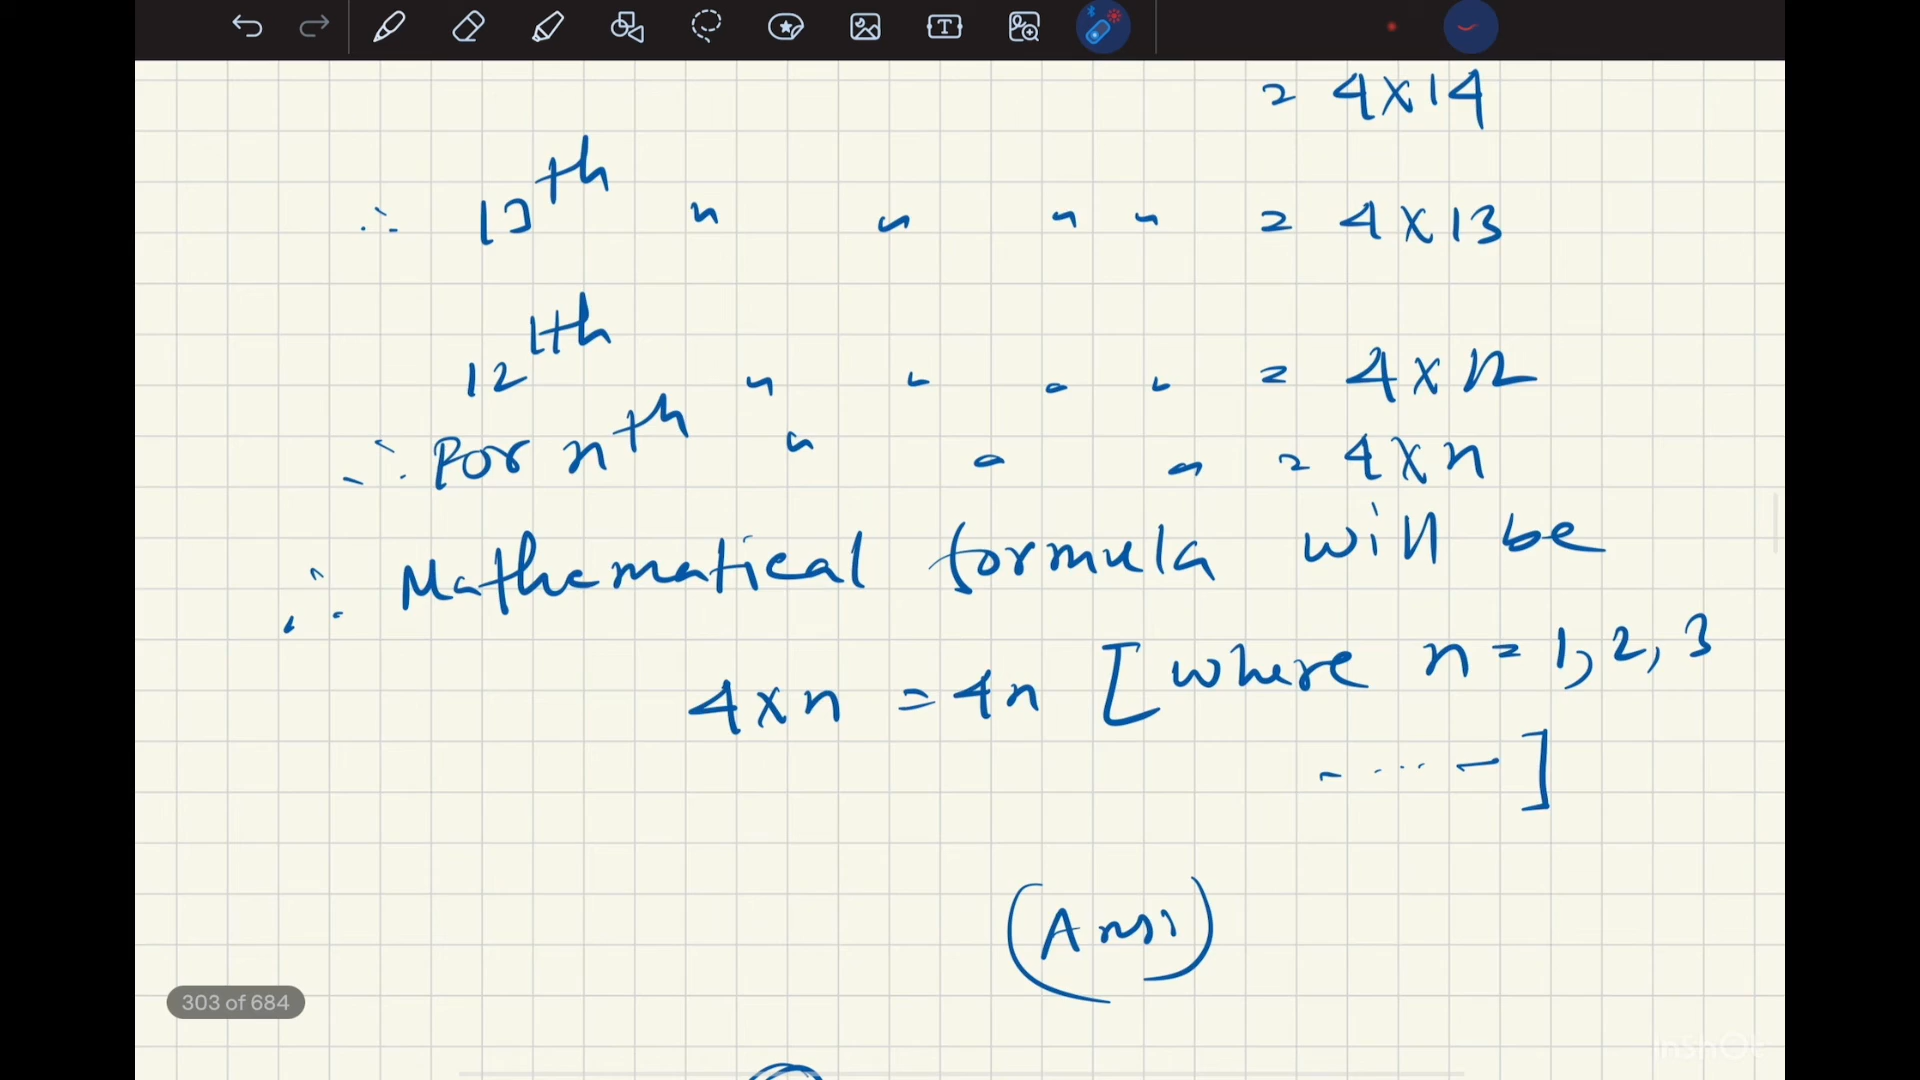 = 4×14
∴ 13th " " " " = 4×13
12th " " " " = 4×12
∴ For nth " " " = 4×n
∴ Mathematical formula will be
4×n = 4n [where n = 1, 2, 3
- ... -]
(Ans:)
303 of 684
InShOt